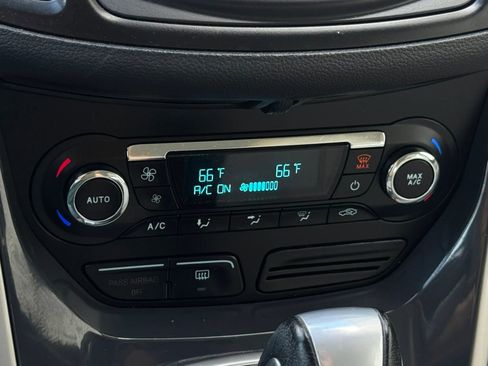 66°F 66°F
A/C ON
MAX
AUTO
MAX
A/C
A/C
PASS AIRBAG
OFF